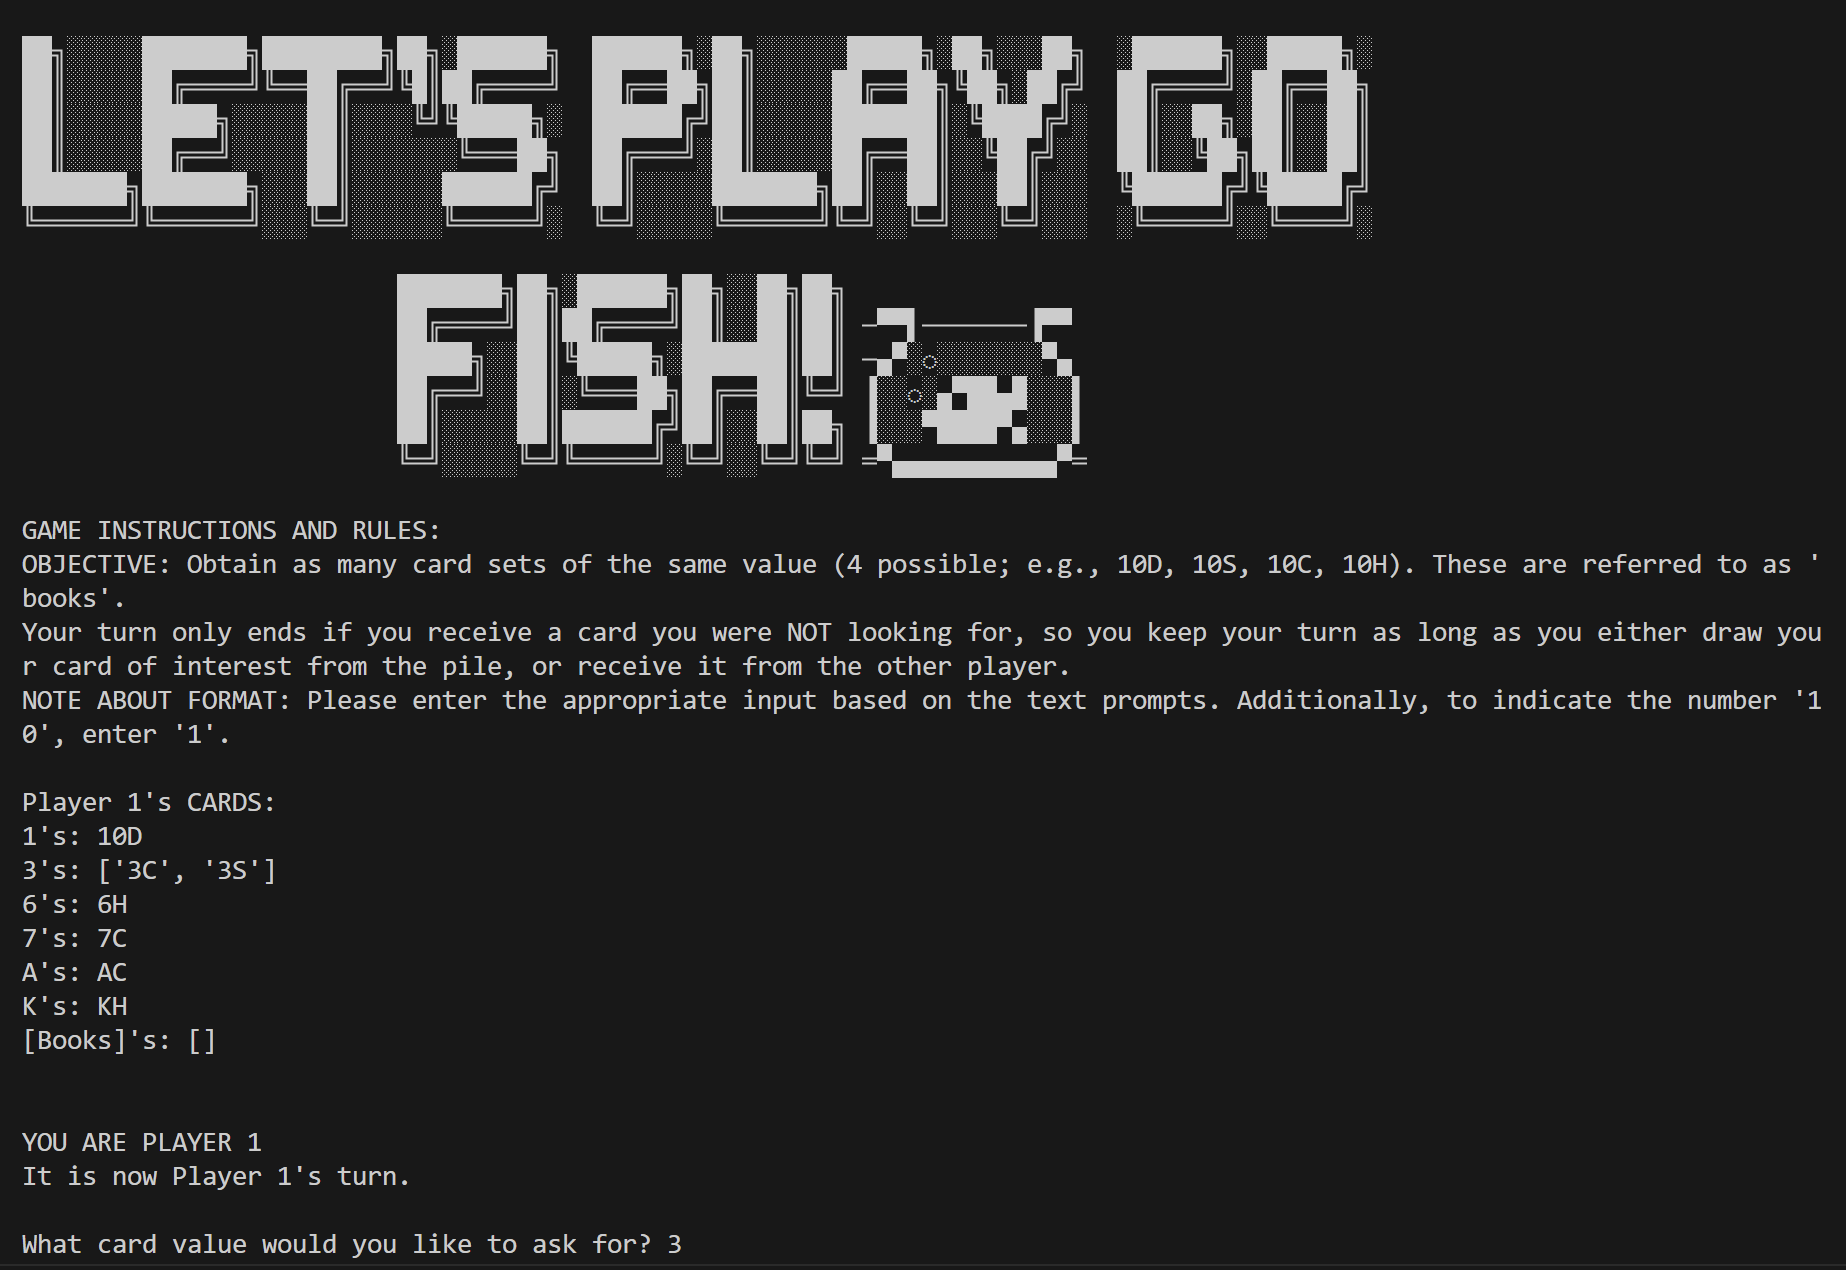 LET'S PLAY GO
FISH!
GAME INSTRUCTIONS AND RULES:
OBJECTIVE: Obtain as many card sets of the same value (4 possible; e.g., 10D, 10S, 10C, 10H). These are referred to as '
books'.
Your turn only ends if you receive a card you were NOT looking for, so you keep your turn as long as you either draw you
r card of interest from the pile, or receive it from the other player.
NOTE ABOUT FORMAT: Please enter the appropriate input based on the text prompts. Additionally, to indicate the number '1
0', enter '1'.
Player 1's CARDS:
1's: 10D
3's: ['3C', '3S']
6's: 6H
7's: 7C
A's: AC
K's: KH
[Books]'s: []
YOU ARE PLAYER 1
It is now Player 1's turn.
What card value would you like to ask for? 3